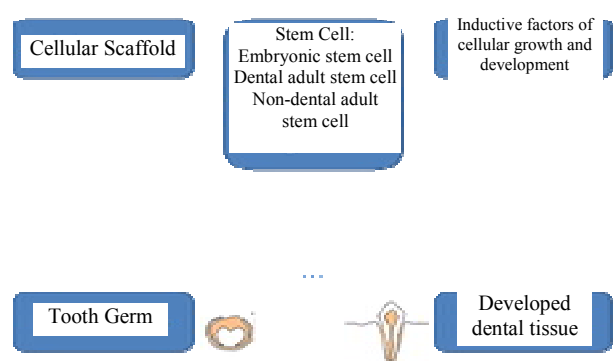 Cellular Scaffold
Stem Cell:
Embryonic stem cell
Dental adult stem cell
Non-dental adult
stem cell
Inductive factors of
cellular growth and
development
...
Tooth Germ
Developed
dental tissue